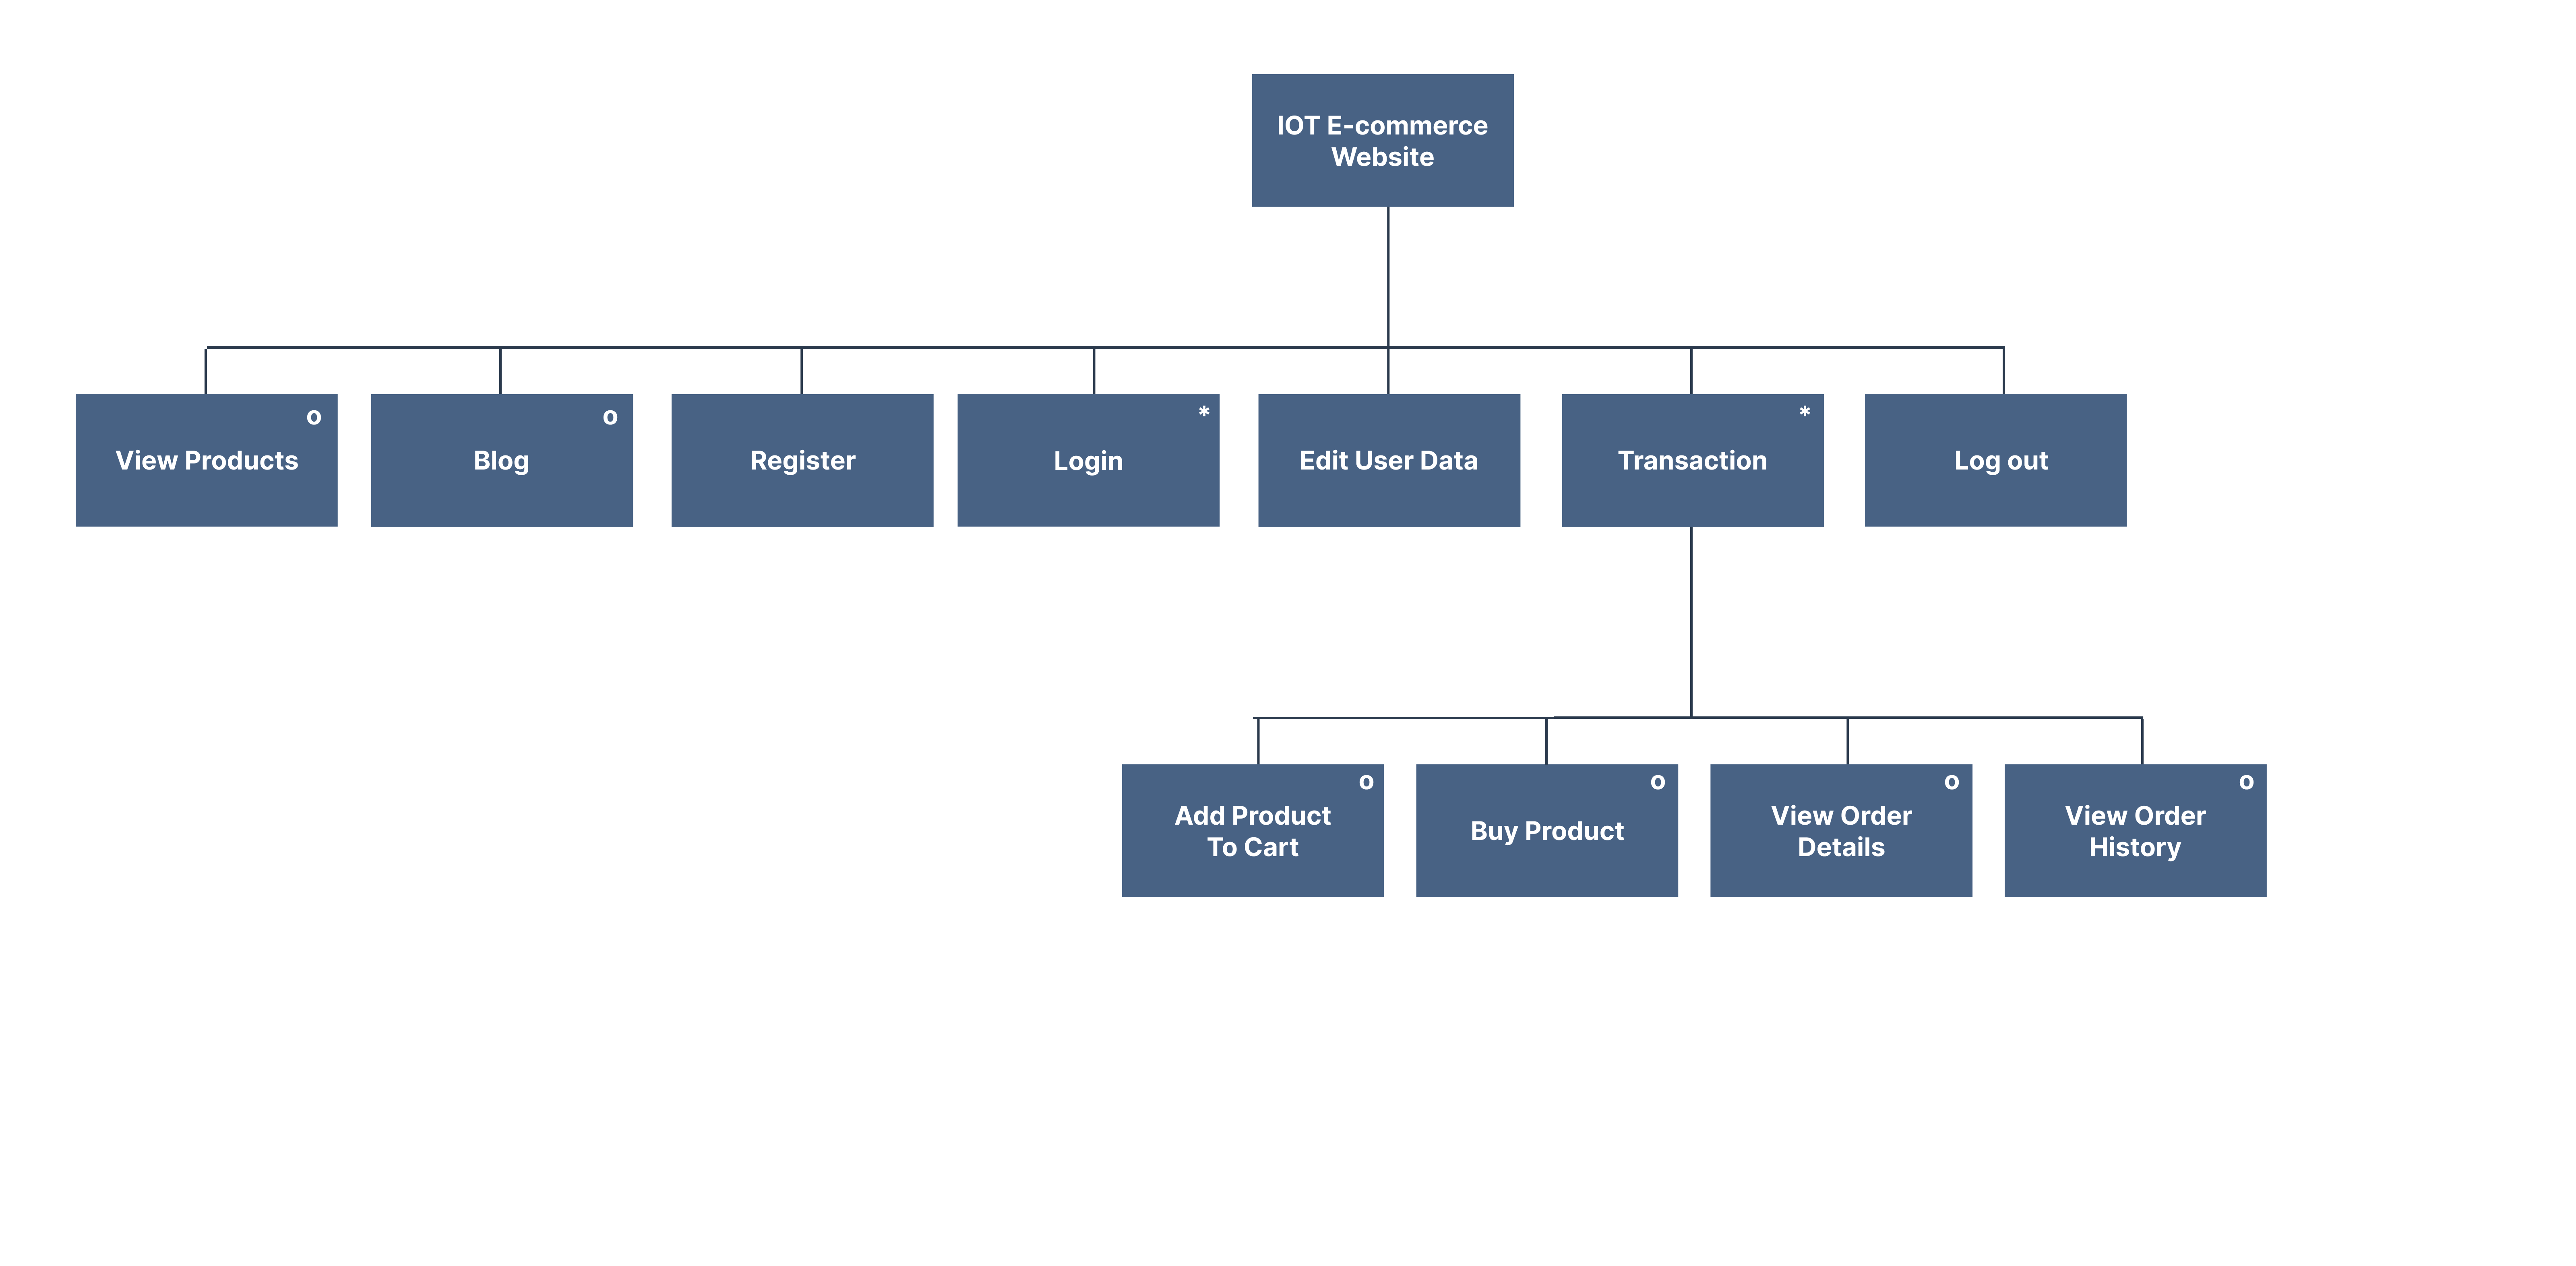 IOT E-commerce
Website
o
View Products
o
Blog
Register
*
Login
Edit User Data
*
Transaction
Log out
o
Add Product
To Cart
o
Buy Product
o
View Order
Details
o
View Order
History